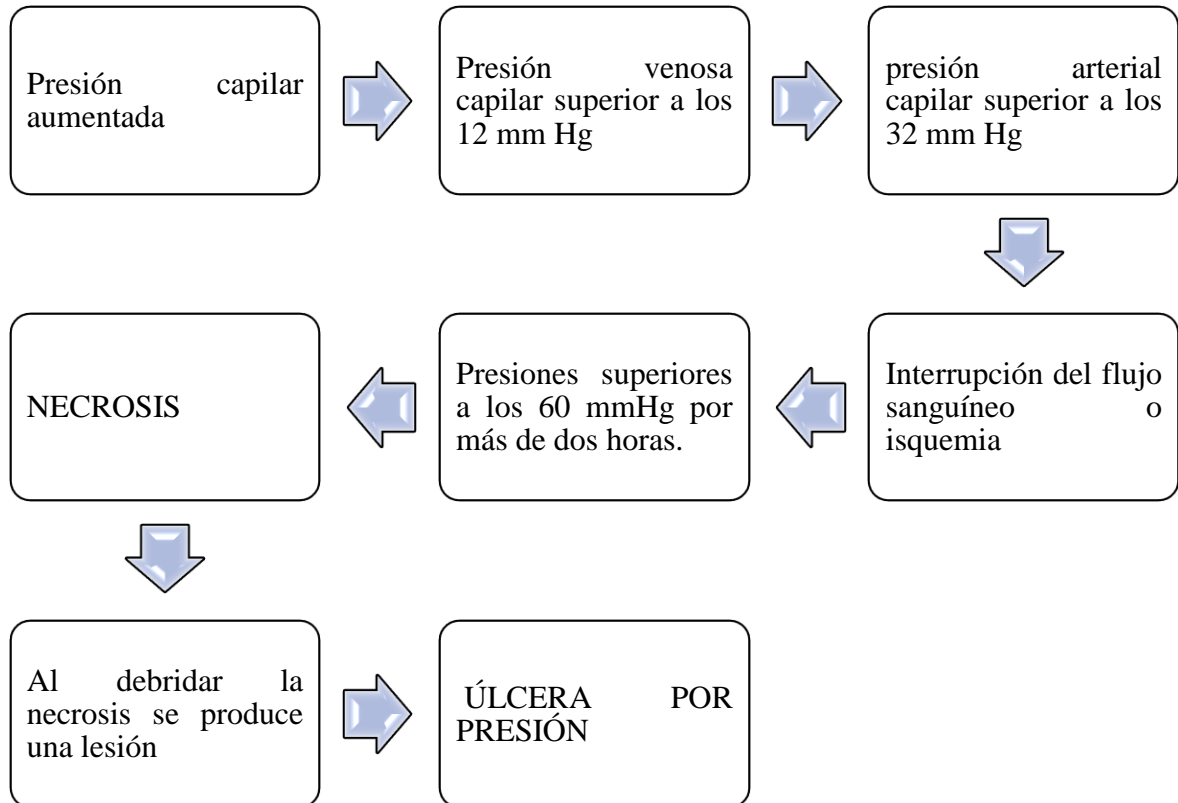 Presión capilar
aumentada
Presión venosa
capilar superior a los
12 mm Hg
presión arterial
capilar superior a los
32 mm Hg
Interrupción del flujo
sanguíneo o
isquemia
Presiones superiores
a los 60 mmHg por
más de dos horas.
NECROSIS
Al debridar la
necrosis se produce
una lesión
ÚLCERA POR
PRESIÓN